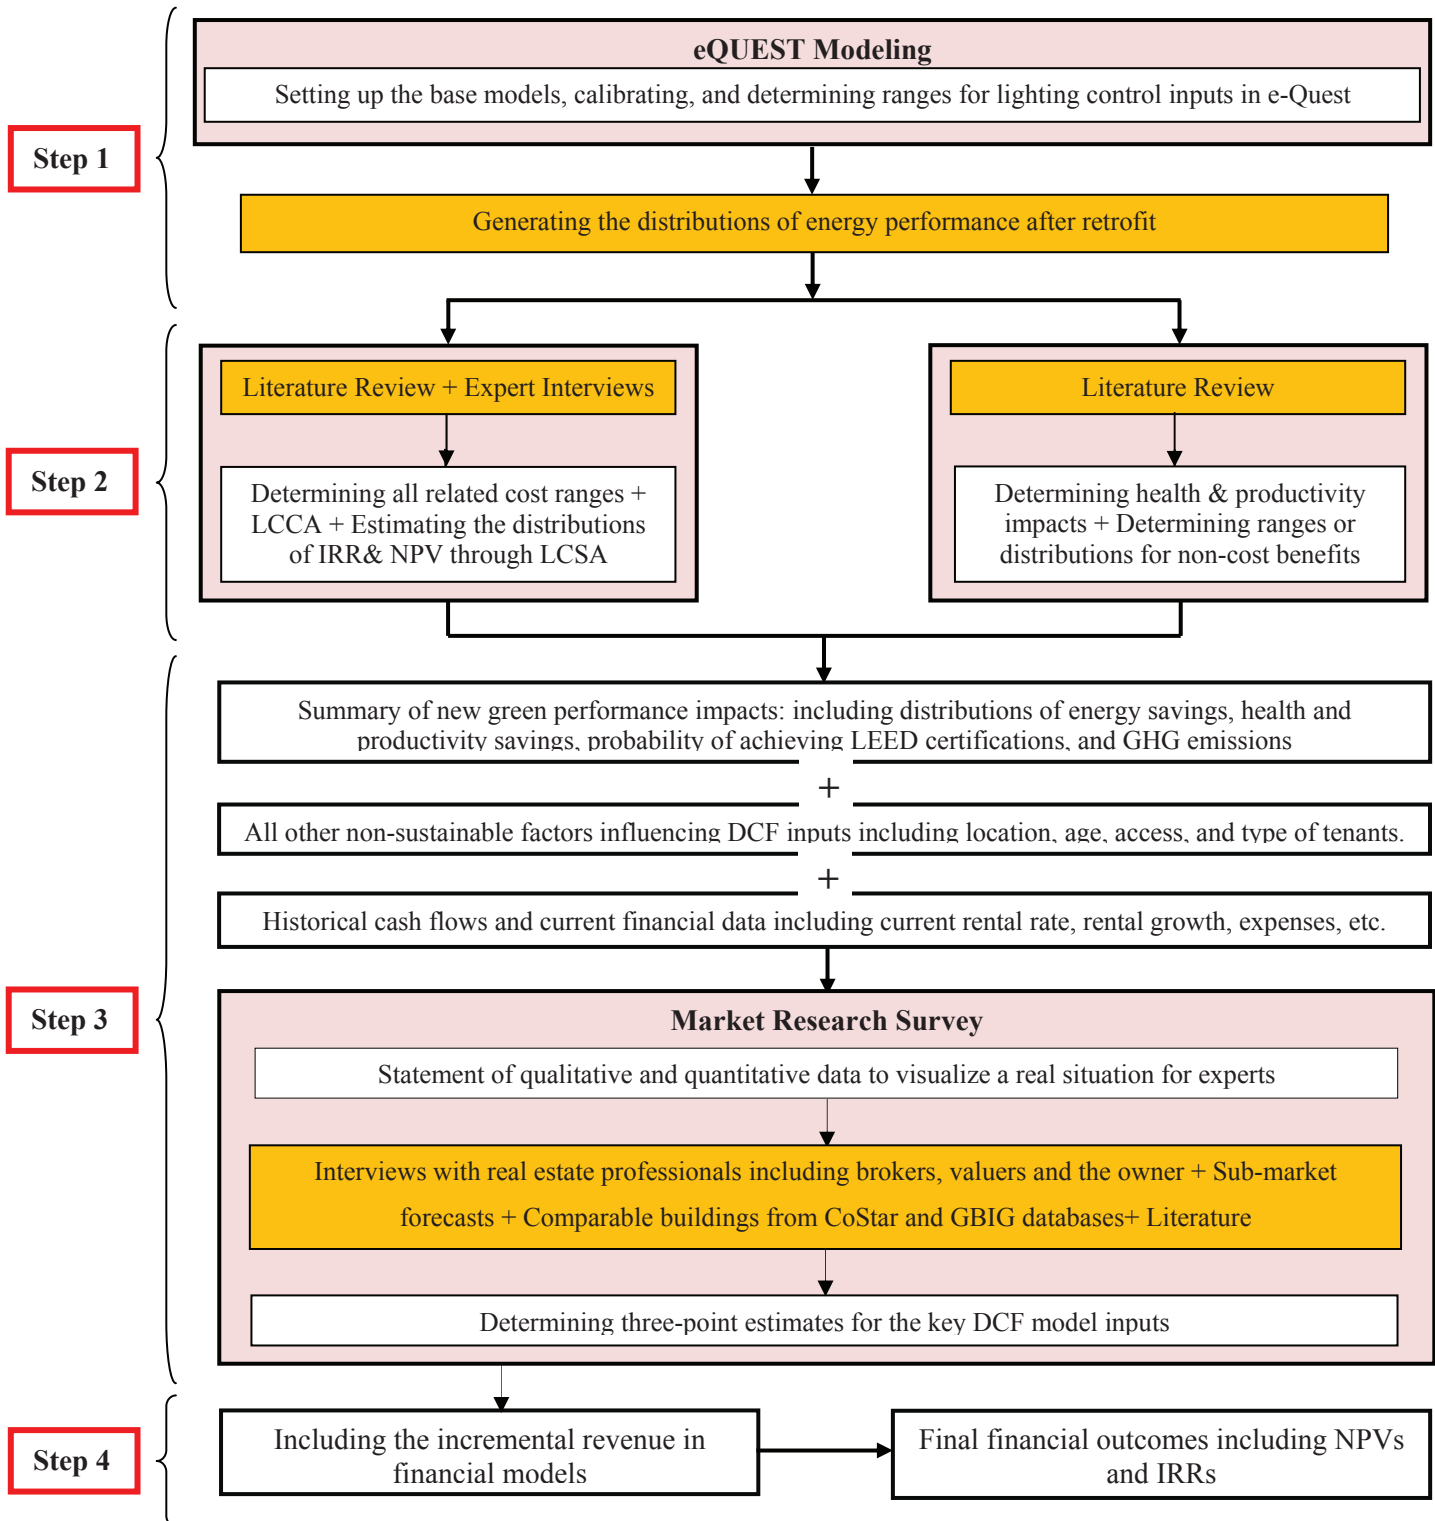 eQUEST Modeling
Setting up the base models, calibrating, and determining ranges for lighting control inputs in e-Quest
Step 1
Generating the distributions of energy performance after retrofit
Literature Review + Expert Interviews
Determining all related cost ranges +
LCCA + Estimating the distributions
of IRR& NPV through LCSA
Literature Review
Determining health & productivity
impacts + Determining ranges or
distributions for non-cost benefits
Step 2
Summary of new green performance impacts: including distributions of energy savings, health and
productivity savings, probability of achieving LEED certifications, and GHG emissions
+
All other non-sustainable factors influencing DCF inputs including location, age, access, and type of tenants.
+
Historical cash flows and current financial data including current rental rate, rental growth, expenses, etc.
Step 3
Market Research Survey
Statement of qualitative and quantitative data to visualize a real situation for experts
Interviews with real estate professionals including brokers, valuers and the owner + Sub-market
forecasts + Comparable buildings from CoStar and GBIG databases+ Literature
Determining three-point estimates for the key DCF model inputs
Step 4
Including the incremental revenue in
financial models
Final financial outcomes including NPVs
and IRRs